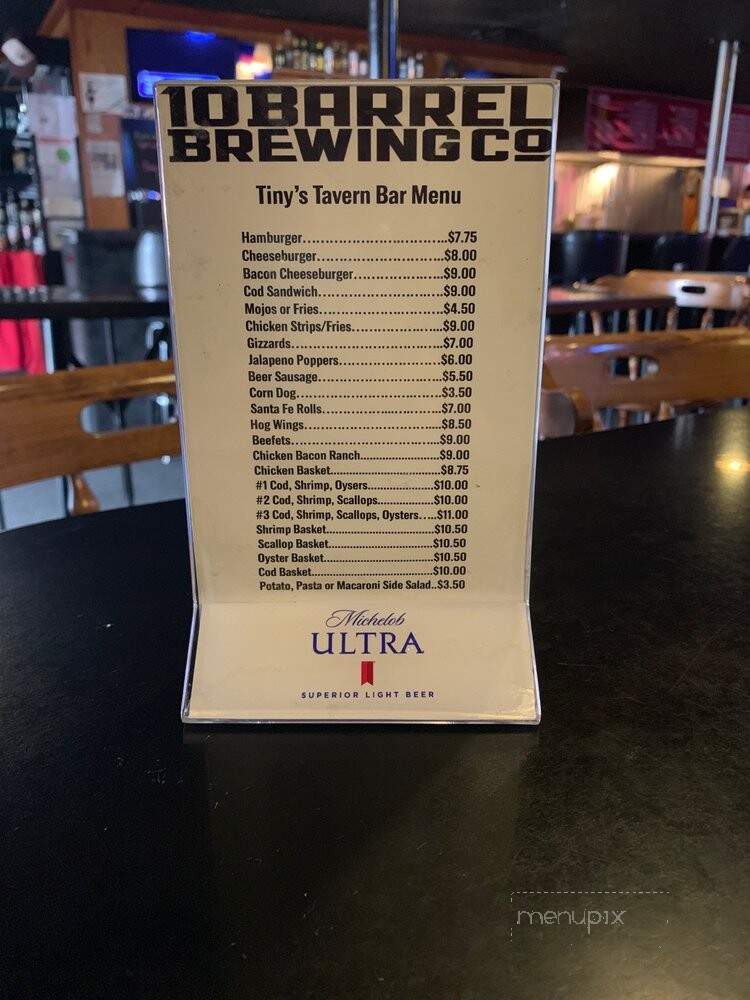 10 BARREL
BREWING CO
Tiny's Tavern Bar Menu
Hamburger................................$7.75
Cheeseburger............................$8.00
Bacon Cheeseburger....................$9.00
Cod Sandwich............................$9.00
Mojos or Fries............................$4.50
Chicken Strips/Fries....................$9.00
Gizzards..................................$7.00
Jalapeno Poppers.......................$6.00
Beer Sausage............................$5.50
Corn Dog.................................$3.50
Santa Fe Rolls...........................$7.00
Hog Wings...............................$8.50
Beefets...................................$9.00
Chicken Bacon Ranch.......................$9.00
Chicken Basket............................$8.75
#1 Cod, Shrimp, Oysers...................$10.00
#2 Cod, Shrimp, Scallops.................$10.00
#3 Cod, Shrimp, Scallops, Oysters.....$11.00
Shrimp Basket...............................$10.50
Scallop Basket..............................$10.50
Oyster Basket...............................$10.50
Cod Basket..................................$10.00
Potato, Pasta or Macaroni Side Salad..$3.50
Michelob
ULTRA
SUPERIOR LIGHT BEER
menupix